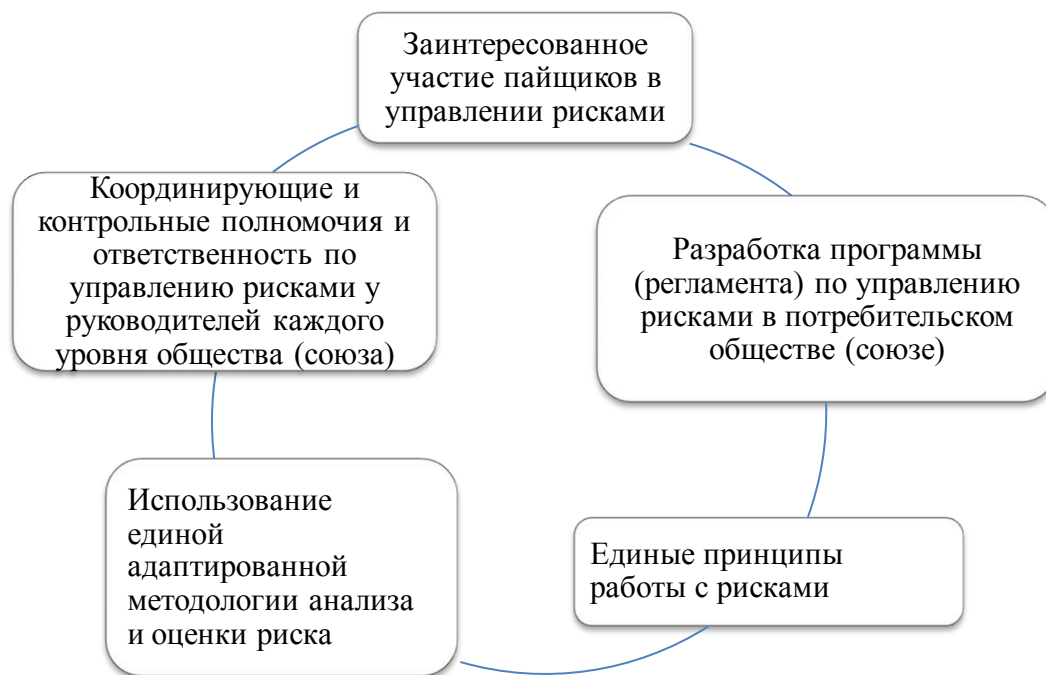 Заинтересованное
участие пайщиков в
управлении рисками
Координирующие и
контрольные полномочия и
ответственность по
управлению рисками у
руководителей каждого
уровня общества (союза)
Разработка программы
(регламента) по управлению
рисками в потребительском
обществе (союзе)
Использование
единой
адаптированной
методологии анализа
и оценки риска
Единые принципы
работы с рисками